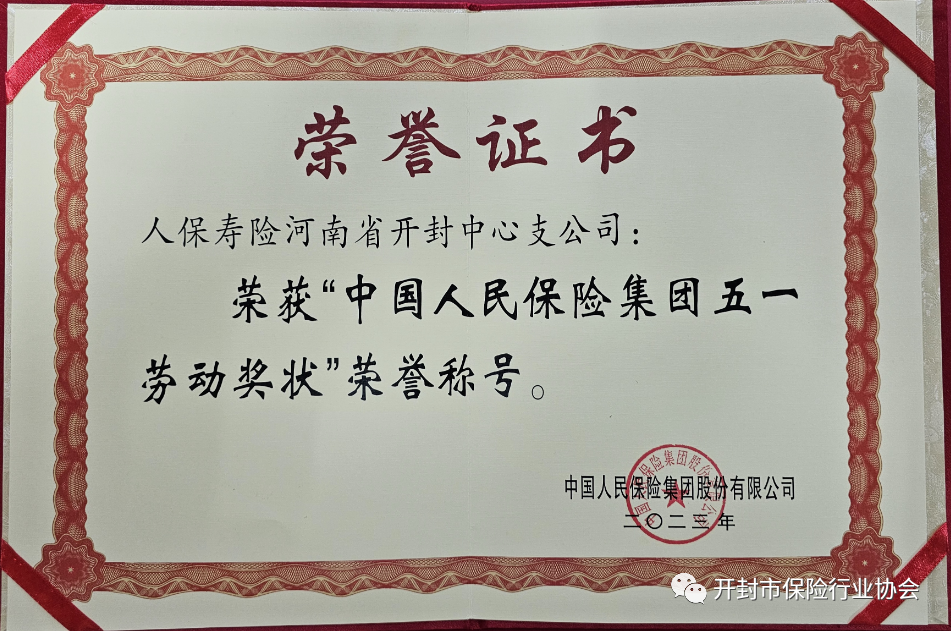 荣誉证书
人保寿险河南省开封中心支公司：
荣获“中国人民保险集团五一
劳动奖状”荣誉称号。
中国人民保险集团股份有限公司
二〇二三年
开封市保险行业协会